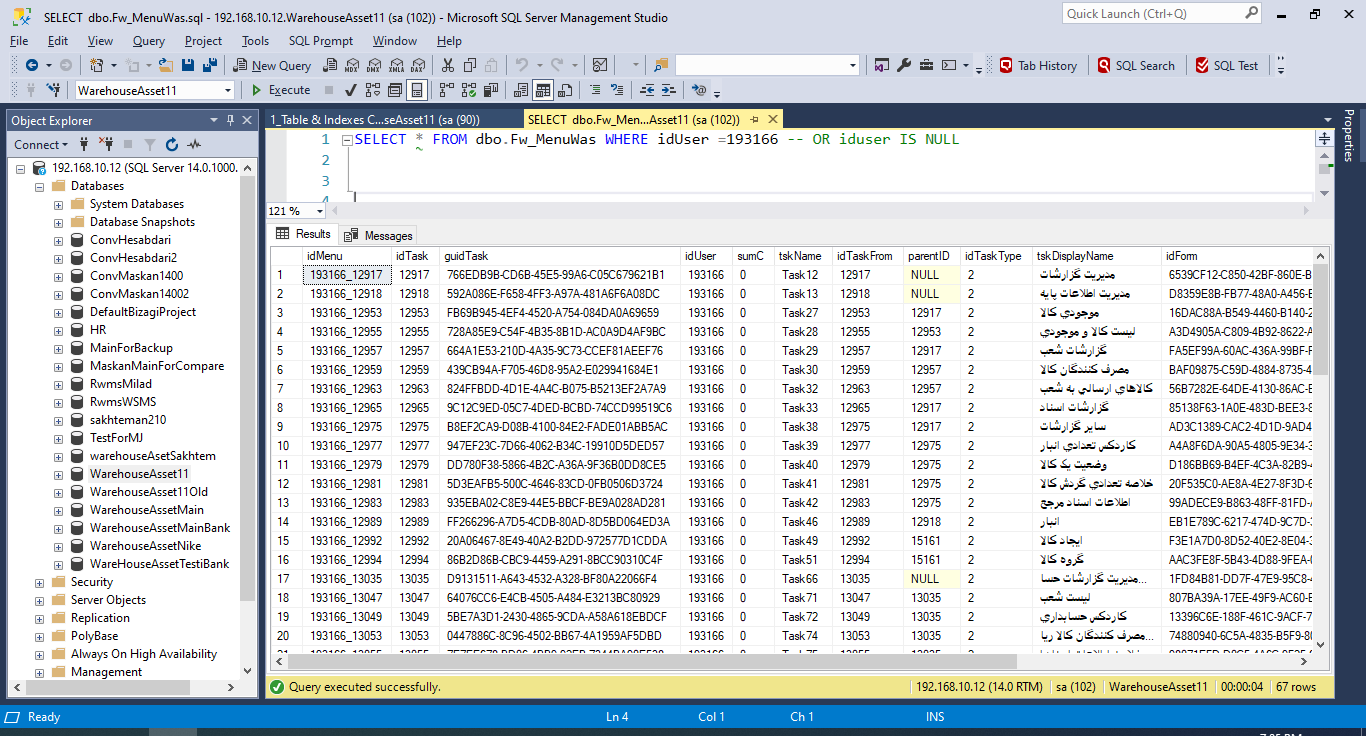 SELECT dbo.Fw_MenuWas.sql - 192.168.10.12.WarehouseAsset11 (sa (102)) - Microsoft SQL Server Management Studio
Quick Launch (Ctrl+Q)
File Edit View Query Project Tools SQL Prompt Window Help
New Query MDX DMX XMLA DAX Tab History SQL Search SQL Test
WarehouseAsset11 Execute
Object Explorer
Connect
192.168.10.12 (SQL Server 14.0.1000.
Databases
System Databases
Database Snapshots
ConvHesabdari
ConvHesabdari2
ConvMaskan1400
ConvMaskan14002
DefaultBizagiProject
HR
MainForBackup
MaskanMainForCompare
RwmsMilad
RwmsWSMS
sakhteman210
TestForMJ
warehouseAsetSakhtem
WarehouseAsset11
WarehouseAsset11Old
WarehouseAssetMain
WarehouseAssetMainBank
WarehouseAssetNike
WareHouseAssetTestiBank
Security
Server Objects
Replication
PolyBase
Always On High Availability
Management
1_Table & Indexes C...seAsset11 (sa (90))
SELECT dbo.Fw_Men...Asset11 (sa (102))
1 SELECT * FROM dbo.Fw_MenuWas WHERE idUser =193166 -- OR iduser IS NULL
2
3
4
121 %
Results Messages
idMenu idTask guidTask idUser sumC tskName idTaskFrom parentID idTaskType tskDisplayName idForm
1 193166_12917 12917 766EDB9B-CD6B-45E5-99A6-C05C679621B1 193166 0 Task12 12917 NULL 2 مديريت گزارشات 6539CF12-C850-42BF-860E-B
2 193166_12918 12918 592A086E-F658-4FF3-A97A-481A6F6A08DC 193166 0 Task13 12918 NULL 2 مديريت اطلاعات پايه D8359E8B-FB77-48A0-A456-E
3 193166_12953 12953 FB69B945-4EF4-4520-A754-084DA0A69659 193166 0 Task27 12953 12917 2 موجودي کالا 16DAC88A-B549-4460-B140-2
4 193166_12955 12955 728A85E9-C54F-4B35-8B1D-AC0A9D4AF9BC 193166 0 Task28 12955 12953 2 ليست کالا و موجودي A3D4905A-C809-4B92-8622-A
5 193166_12957 12957 664A1E53-210D-4A35-9C73-CCEF81AEEF76 193166 0 Task29 12957 12917 2 گزارشات شعب FA5EF99A-60AC-436A-99BF-F
6 193166_12959 12959 439CB94A-F705-46D8-95A2-E029941684E1 193166 0 Task30 12959 12957 2 مصرف کنندگان کالا BAF09875-C59D-4884-8735-4
7 193166_12963 12963 824FFBDD-4D1E-4A4C-B075-B5213EF2A7A9 193166 0 Task32 12963 12957 2 کالاهاي ارسالي به شعب 56B7282E-64DE-4130-86AC-E
8 193166_12965 12965 9C12C9ED-05C7-4DED-BCBD-74CCD99519C6 193166 0 Task33 12965 12917 2 گزارشات اسناد 85138F63-1A0E-483D-BEE3-8
9 193166_12975 12975 B8EF2CA9-D08B-4100-84E2-FADE01ABB5AC 193166 0 Task38 12975 12917 2 ساير گزارشات AD3C1389-CAC2-4D1D-9AD4
10 193166_12977 12977 947EF23C-7D66-4062-B34C-19910D5DED57 193166 0 Task39 12977 12975 2 کاردکس تعدادي انبار A4A8F6DA-90A5-4805-9E34-3
11 193166_12979 12979 DD780F38-5866-4B2C-A36A-9F36B0DD8CE5 193166 0 Task40 12979 12975 2 وضعيت يک کالا D186BB69-B4EF-4C3A-82B9-4
12 193166_12981 12981 5D3EAFB5-500C-4646-83CD-0FB0506D3724 193166 0 Task41 12981 12975 2 خلاصه تعدادي گردش کالا 20F535C0-AE8A-4E27-8F3D-6
13 193166_12983 12983 935EBA02-C8E9-44E5-BBCF-BE9A028AD281 193166 0 Task42 12983 12975 2 اطلاعات اسناد مرجع 99ADECE9-B863-48FF-81FD-A
14 193166_12989 12989 FF266296-A7D5-4CDB-80AD-8D5BD064ED3A 193166 0 Task46 12989 12918 2 انبار EB1E789C-6217-474D-9C7D-3
15 193166_12992 12992 20A06467-8E49-40A2-B2DD-972577D1CDDA 193166 0 Task49 12992 15161 2 ايجاد کالا F3E1A7D0-8D52-40E2-8E04-3
16 193166_12994 12994 86B2D86B-CBC9-4459-A291-8BCC90310C4F 193166 0 Task51 12994 15161 2 گروه کالا AAC3FE8F-5B43-4D88-9FEA-0
17 193166_13035 13035 D9131511-A643-4532-A328-BF80A22066F4 193166 0 Task66 13035 NULL 2 مديريت گزارشات حسا... 1FD84B81-DD7F-47E9-95C8-4
18 193166_13047 13047 64076CC6-E4CB-4505-A484-E3213BC80929 193166 0 Task71 13047 13035 2 ليست شعب 807BA39A-17EE-49F9-AC60-E
19 193166_13049 13049 5BE7A3D1-2430-4865-9CDA-A58A618EBDCF 193166 0 Task72 13049 13035 2 کاردکس حسابداري 13396C6E-188F-461C-9ACF-7
20 193166_13053 13053 0447886C-8C96-4502-BB67-4A1959AF5DBD 193166 0 Task74 13053 13035 2 مصرف کنندگان کالا ريا... 74880940-6C5A-4835-B5F9-80
Query executed successfully. 192.168.10.12 (14.0 RTM) sa (102) WarehouseAsset11 00:00:04 67 rows
Properties
Ready Ln 4 Col 1 Ch 1 INS